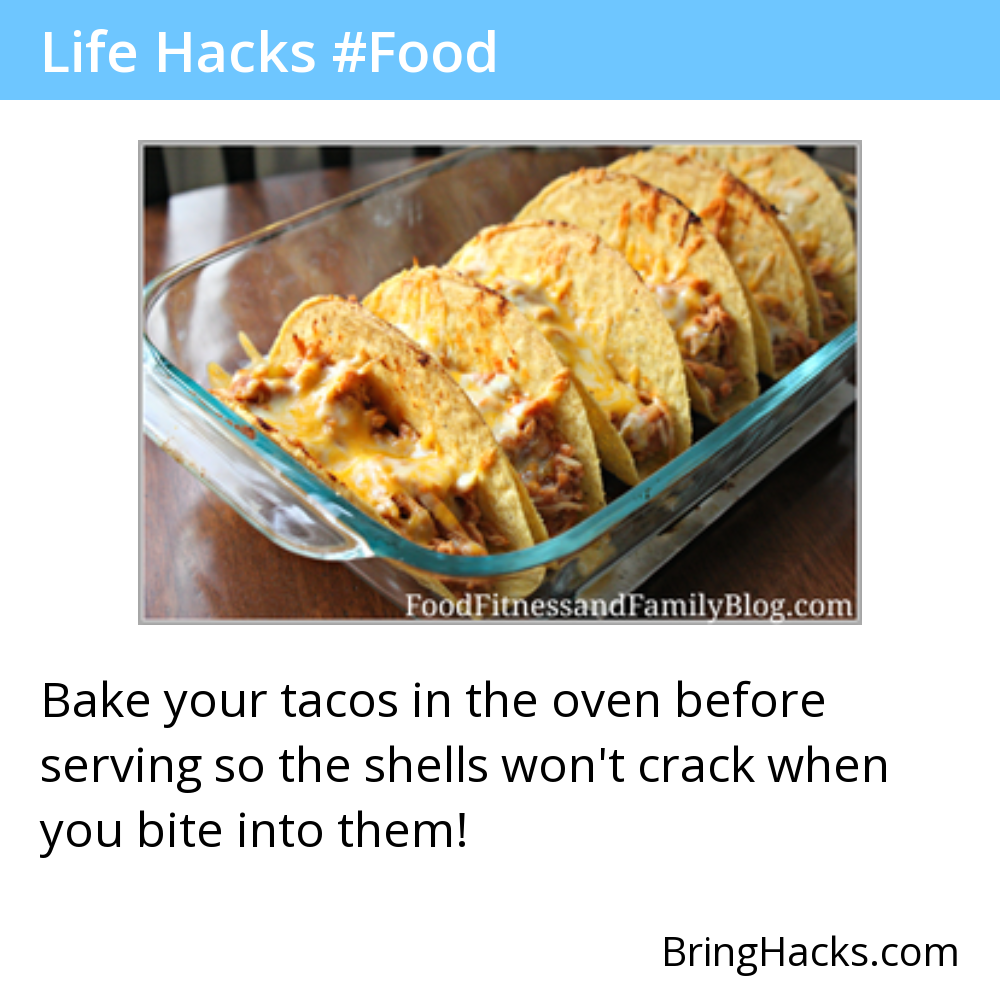 Life Hacks #Food
FoodFitnessandFamilyBlog.com
Bake your tacos in the oven before
serving so the shells won't crack when
you bite into them!
BringHacks.com